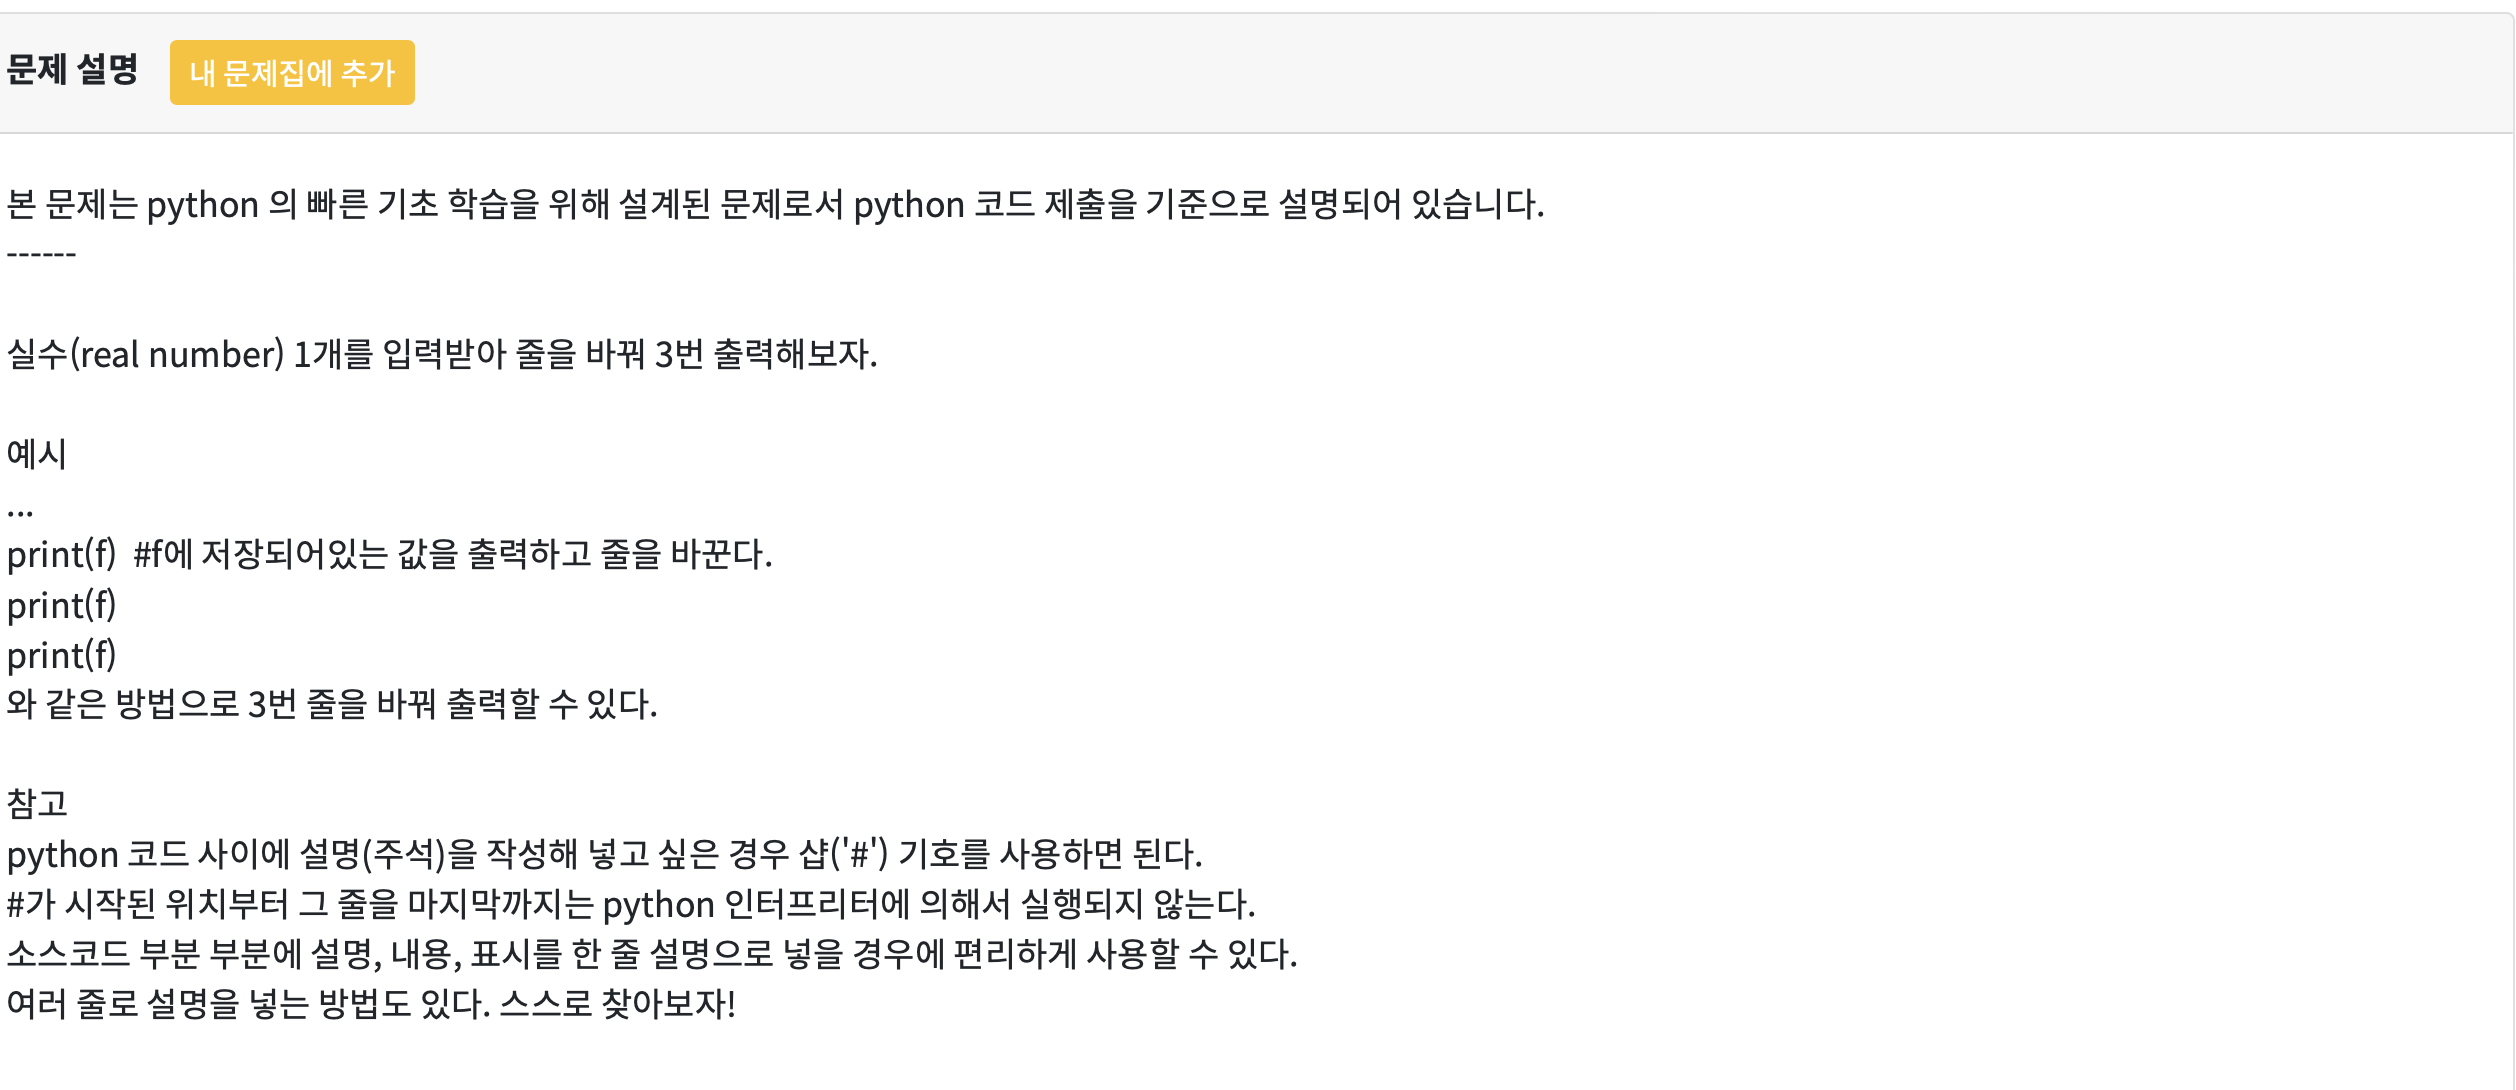 문제 설명
내 문제집에 추가
본 문제는 python 의 빠르 기초 학습을 위해 설계된 문제로서 python 코드 제출을 기준으로 설명되어 있습니다.
------
실수(real number) 1개를 입력받아 줄을 바꿔 3번 출력해보자.
예시
...
print(f)  #f에 저장되어있는 값을 출력하고 줄을 바꾼다.
print(f)
print(f)
와 같은 방법으로 3번 줄을 바꿔 출력할 수 있다.
참고
python 코드 사이에 설명(주석)을 작성해 넣고 싶은 경우 샵('#') 기호를 사용하면 된다.
#가 시작된 위치부터 그 줄을 마지막까지는 python 인터프리터에 의해서 실행되지 않는다.
소스코드 부분 부분에 설명, 내용, 표시를 한 줄 설명으로 넣을 경우에 편리하게 사용할 수 있다.
여러 줄로 설명을 넣는 방법도 있다. 스스로 찾아보자!